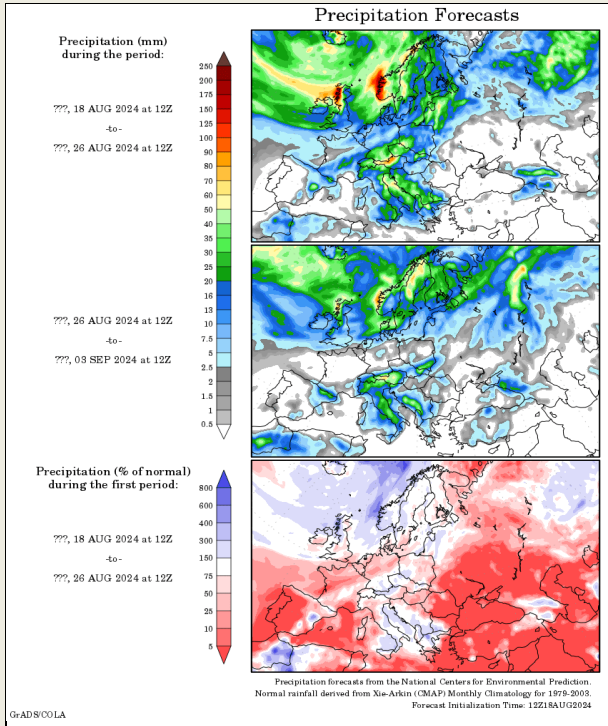 Precipitation Forecasts
Precipitation (mm)
during the period:
???, 18 AUG 2024 at 12Z
-to-
???, 26 AUG 2024 at 12Z
250
200
175
150
125
100
90
80
70
60
50
45
40
35
30
25
20
16
13
10
7.5
5
2.5
2
1.5
1
0.5
???, 26 AUG 2024 at 12Z
-to-
???, 03 SEP 2024 at 12Z
Precipitation (% of normal)
during the first period:
???, 18 AUG 2024 at 12Z
-to-
???, 26 AUG 2024 at 12Z
800
600
400
300
150
75
50
25
10
5
Precipitation forecasts from the National Centers for Environmental Prediction.
Normal rainfall derived from Xie-Arkin (CMAP) Monthly Climatology for 1979-2003.
Forecast Initialization Time: 12Z18AUG2024
GrADS/COLA